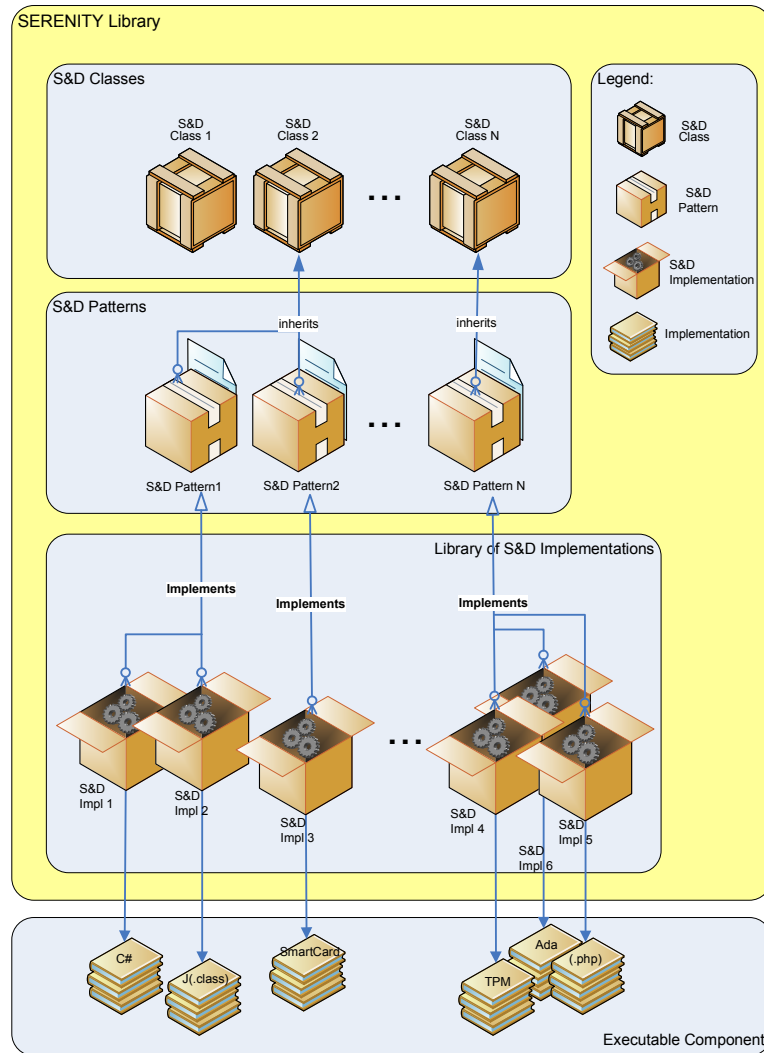 SERENITY Library
S&D Classes
S&D
Class 1
S&D
Class 2
S&D
Class N
...
Legend:
S&D
Class
S&D
Pattern
S&D
Implementation
Implementation
S&D Patterns
inherits
inherits
...
S&D Pattern1
S&D Pattern2
S&D Pattern N
Library of S&D Implementations
Implements
Implements
Implements
...
S&D
Impl 1
S&D
Impl 2
S&D
Impl 3
S&D
Impl 4
S&D
Impl 5
S&D
Impl 6
C#
J(.class)
SmartCard
TPM
Ada
(.php)
Executable Component